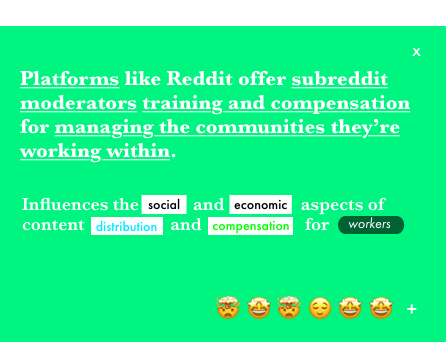 x
Platforms like Reddit offer subreddit
moderators training and compensation
for managing the communities they’re
working within.
Influences the social and economic aspects of
content distribution and compensation for workers
+